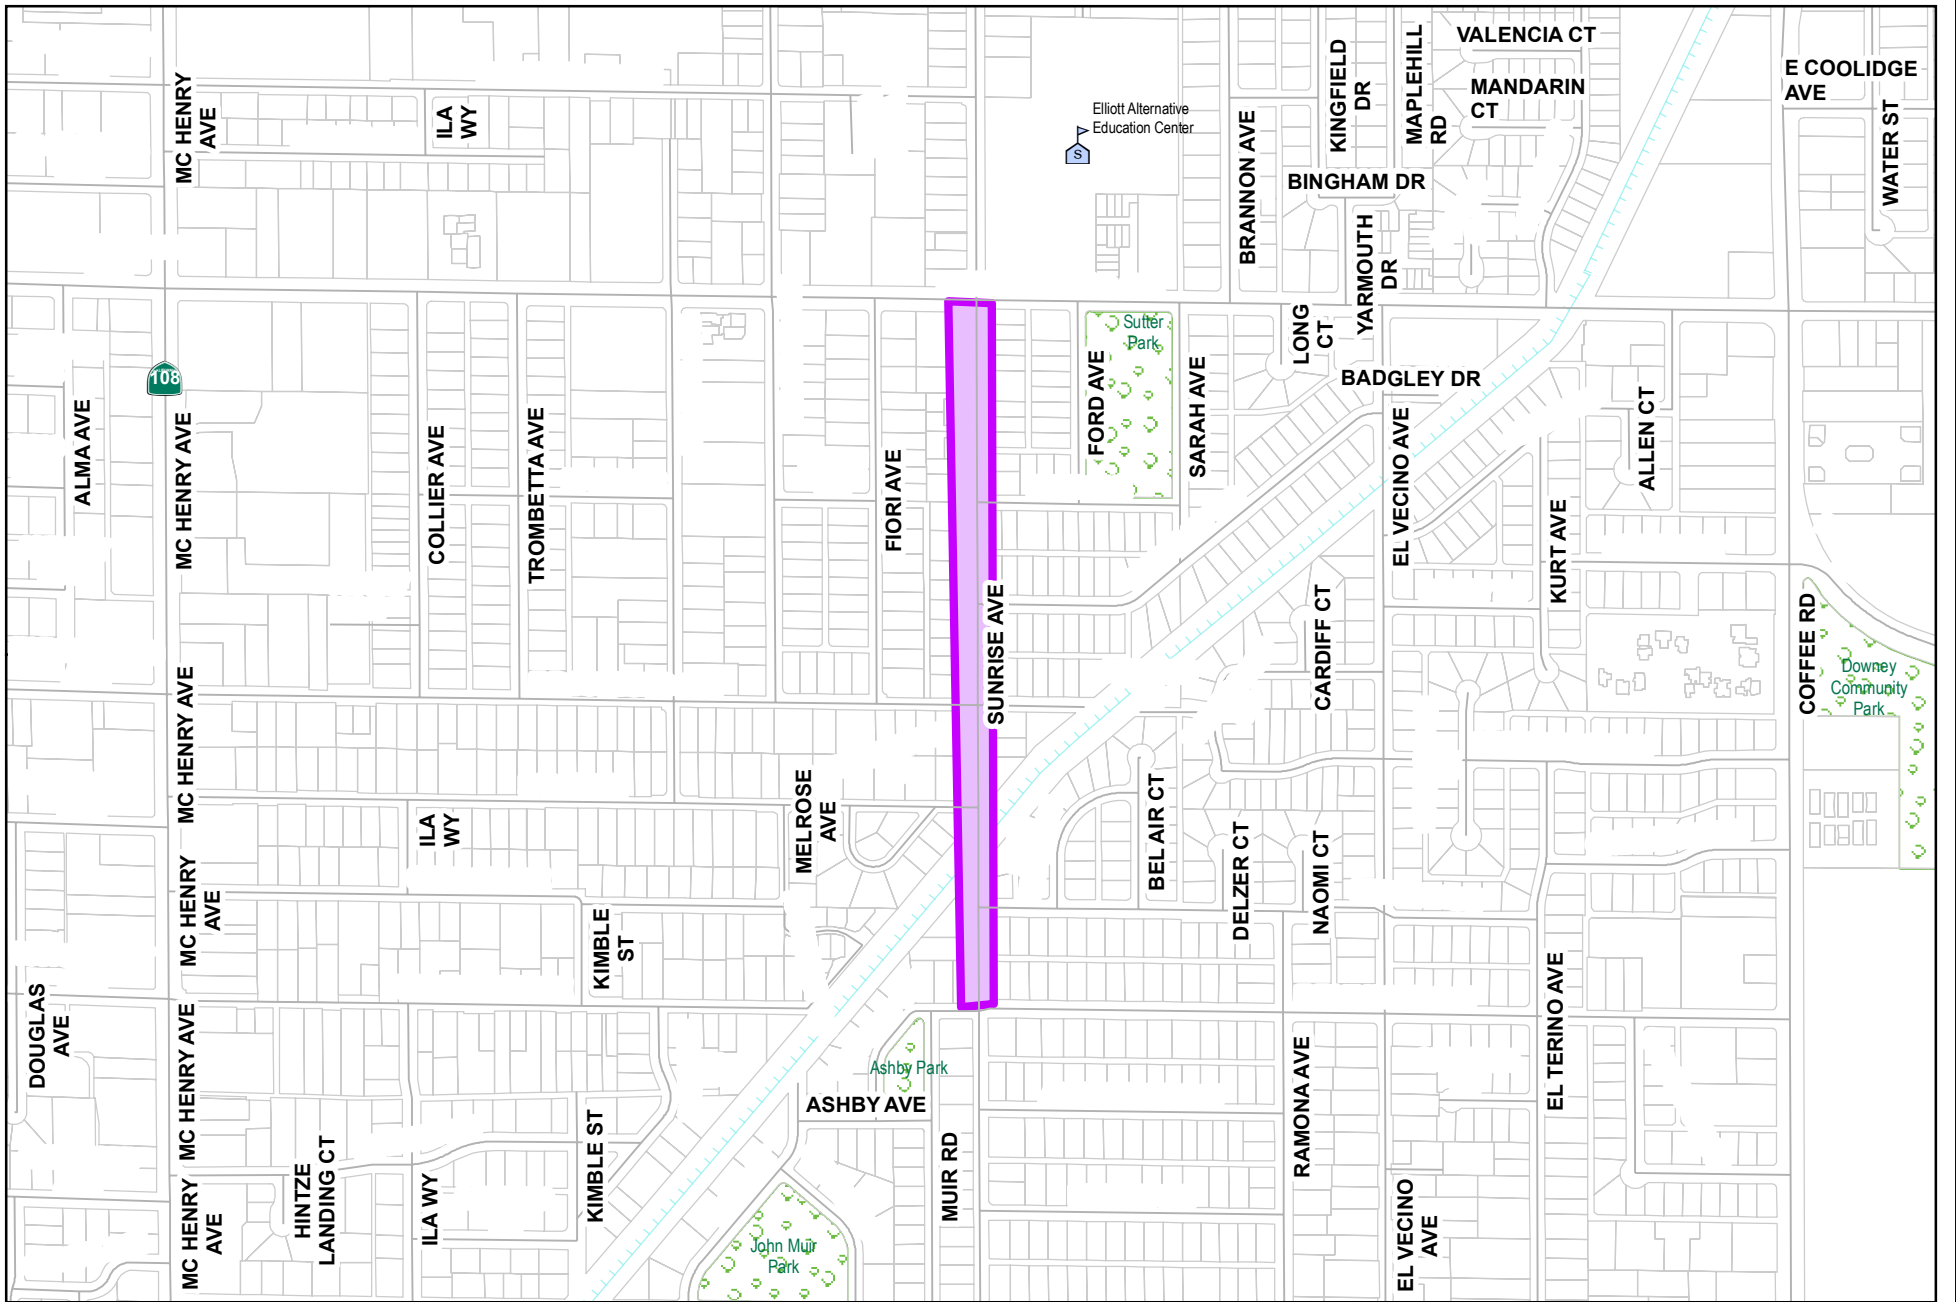 VALENCIA CT
E COOLIDGE
AVE
MC HENRY
AVE
ILA
WY
Elliott Alternative
Education Center
S
KINGFIELD
DR
MAPLEHILL
RD
MANDARIN
CT
WATER ST
BRANNON AVE
BINGHAM DR
YARMOUTH
DR
LONG
CT
Sutter
Park
108
BADGLEY DR
ALMA AVE
MC HENRY AVE
COLLIER AVE
TROMBETTA AVE
FIORI AVE
FORD AVE
SARAH AVE
EL VECINO AVE
ALLEN CT
KURT AVE
SUNRISE AVE
CARDIFF CT
COFFEE RD
Downey
Community
Park
MC HENRY AVE
ILA
WY
MELROSE
AVE
BEL AIR CT
DELZER CT
NAOMI CT
MC HENRY
AVE
KIMBLE
ST
DOUGLAS
AVE
MC HENRY AVE
EL TERINO AVE
Ashby Park
ASHBY AVE
RAMONA AVE
HINTZE
LANDING CT
KIMBLE ST
MUIR RD
MC HENRY
AVE
ILA WY
John Muir
Park
EL VECINO
AVE